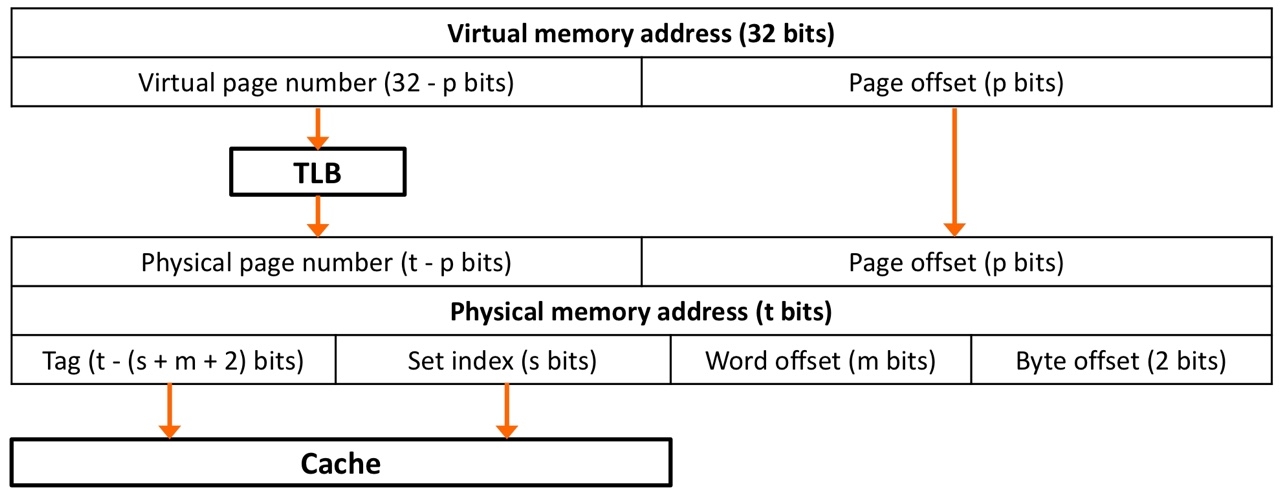 Virtual memory address (32 bits)
Virtual page number (32 - p bits)
Page offset (p bits)
TLB
Physical page number (t - p bits)
Page offset (p bits)
Physical memory address (t bits)
Tag (t - (s + m + 2) bits)
Set index (s bits)
Word offset (m bits)
Byte offset (2 bits)
Cache